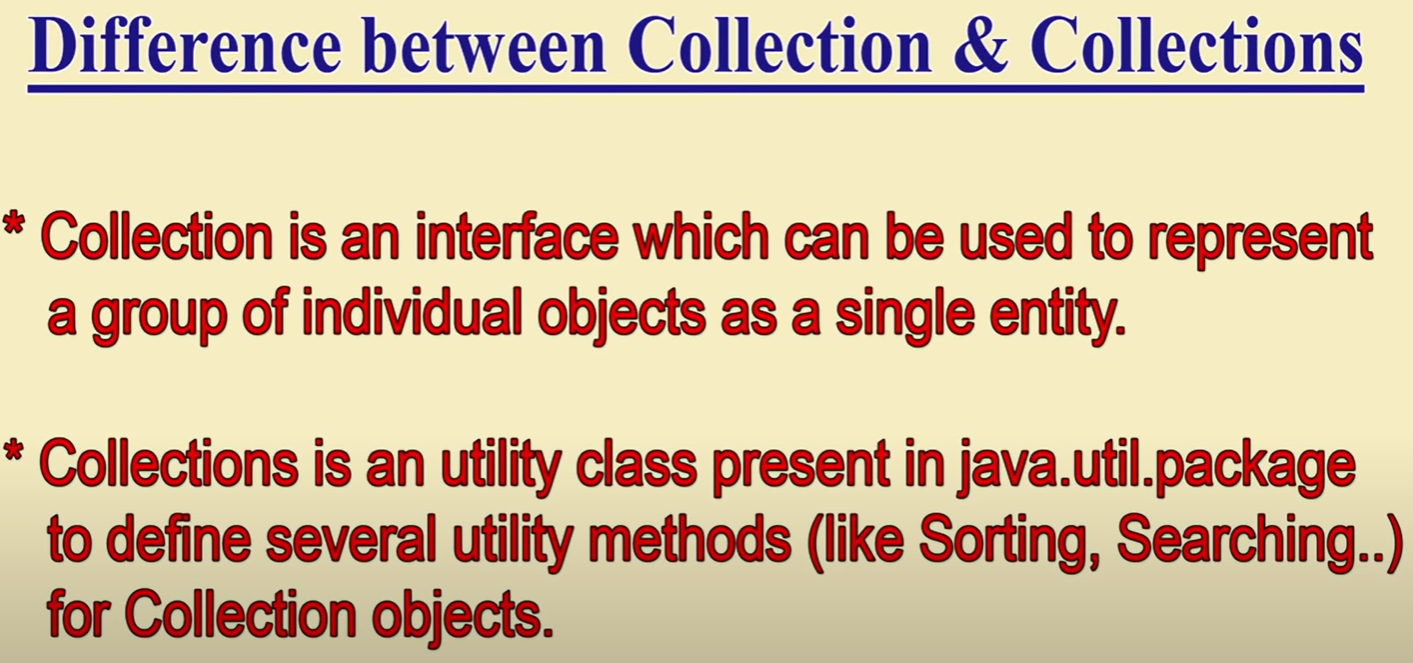 Difference between Collection & Collections
* Collection is an interface which can be used to represent
a group of individual objects as a single entity.
* Collections is an utility class present in java.util.package
to define several utility methods (like Sorting, Searching..)
for Collection objects.